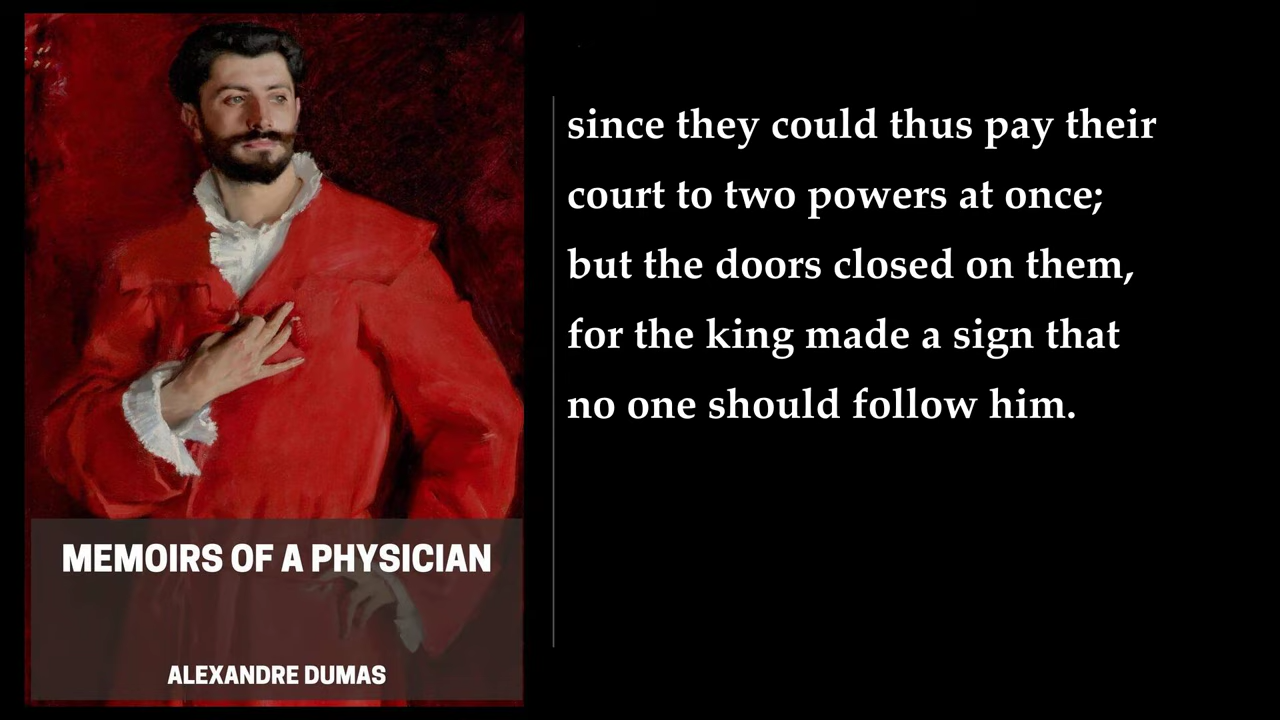 since they could thus pay their
court to two powers at once;
but the doors closed on them,
for the king made a sign that
no one should follow him.
MEMOIRS OF A PHYSICIAN
ALEXANDRE DUMAS